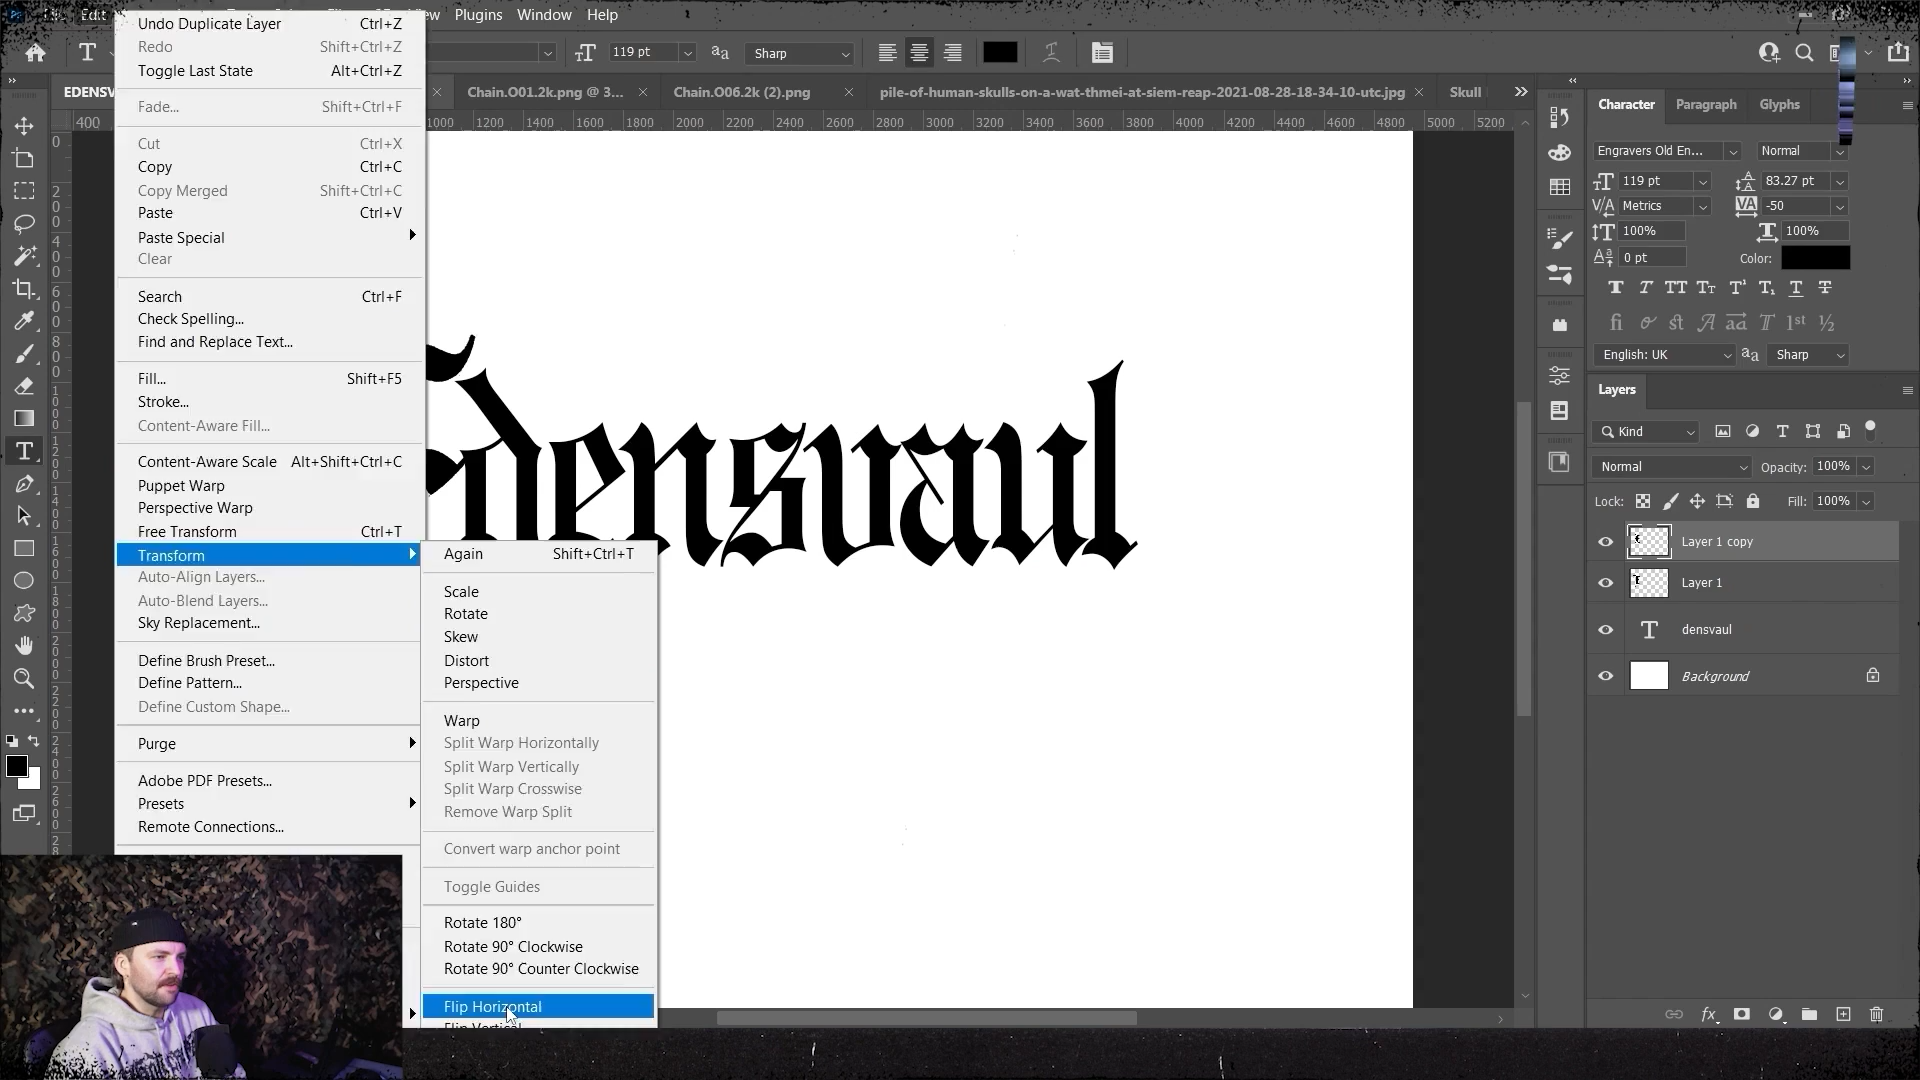 Edit
View Plugins Window Help
119 pt
Sharp
EDENSV
Chain.O01.2k.png @ 3...
Chain.O06.2k (2).png
pile-of-human-skulls-on-a-wat-thmei-at-siem-reap-2021-08-28-18-34-10-utc.jpg
Skull
400 1000 1200 1400 1600 1800 2000 2200 2400 2600 2800 3000 3200 3400 3600 3800 4000 4200 4400 4600 4800 5000 5200
Undo Duplicate Layer Ctrl+Z
Redo Shift+Ctrl+Z
Toggle Last State Alt+Ctrl+Z
Fade... Shift+Ctrl+F
Cut Ctrl+X
Copy Ctrl+C
Copy Merged Shift+Ctrl+C
Paste Ctrl+V
Paste Special
Clear
Search Ctrl+F
Check Spelling...
Find and Replace Text...
Fill... Shift+F5
Stroke...
Content-Aware Fill...
Content-Aware Scale Alt+Shift+Ctrl+C
Puppet Warp
Perspective Warp
Free Transform Ctrl+T
Transform
Auto-Align Layers...
Auto-Blend Layers...
Sky Replacement...
Define Brush Preset...
Define Pattern...
Define Custom Shape...
Purge
Adobe PDF Presets...
Presets
Remote Connections...
Again Shift+Ctrl+T
Scale
Rotate
Skew
Distort
Perspective
Warp
Split Warp Horizontally
Split Warp Vertically
Split Warp Crosswise
Remove Warp Split
Convert warp anchor point
Toggle Guides
Rotate 180°
Rotate 90° Clockwise
Rotate 90° Counter Clockwise
Flip Horizontal
Flip Vertical
densvaul
Character Paragraph Glyphs
Engravers Old En... Normal
119 pt 83.27 pt
Metrics -50
100% 100%
0 pt Color:
English: UK Sharp
Layers
Kind
Normal Opacity: 100%
Lock: Fill: 100%
Layer 1 copy
Layer 1
densvaul
Background